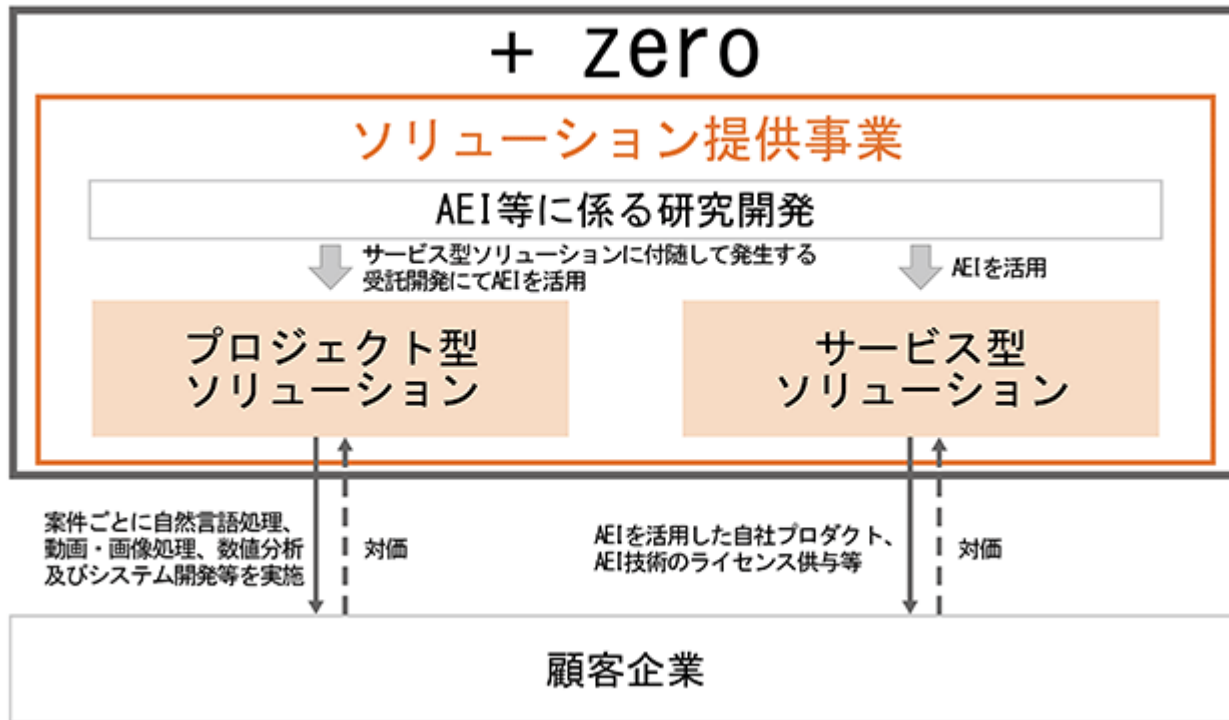 + zero
ソリューション提供事業
AEI等に係る研究開発
サービス型ソリューションに付随して発生する
受託開発にてAEIを活用
AEIを活用
プロジェクト型
ソリューション
サービス型
ソリューション
案件ごとに自然言語処理、
動画・画像処理、数値分析
及びシステム開発等を実施
対価
AEIを活用した自社プロダクト、
AEI技術のライセンス供与等
対価
顧客企業